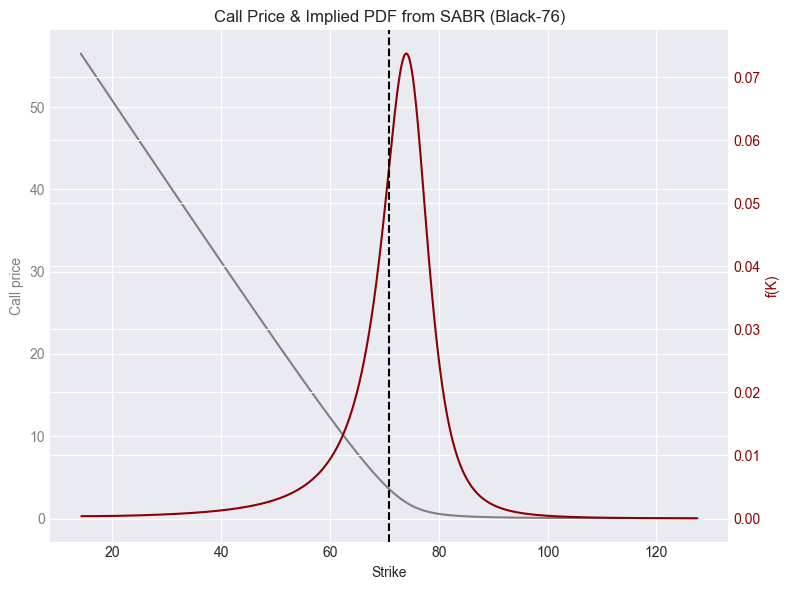 Call Price & Implied PDF from SABR (Black-76)
50
40
30
20
10
0
Call price
0.07
0.06
0.05
0.04
0.03
0.02
0.01
0.00
f(K)
20 40 60 80 100 120
Strike